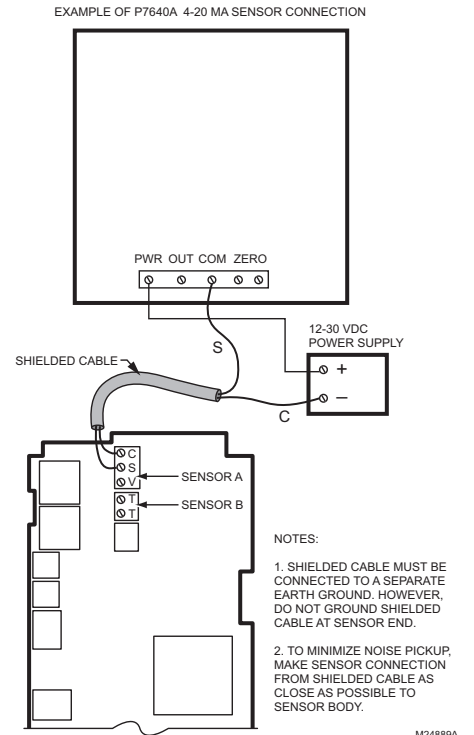 EXAMPLE OF P7640A 4-20 MA SENSOR CONNECTION
PWR OUT COM ZERO
S
12-30 VDC
POWER SUPPLY
+
–
SHIELDED CABLE
C
C
S
V
SENSOR A
T
T
SENSOR B
NOTES:
1. SHIELDED CABLE MUST BE
CONNECTED TO A SEPARATE
EARTH GROUND. HOWEVER,
DO NOT GROUND SHIELDED
CABLE AT SENSOR END.
2. TO MINIMIZE NOISE PICKUP,
MAKE SENSOR CONNECTION
FROM SHIELDED CABLE AS
CLOSE AS POSSIBLE TO
SENSOR BODY.
M24889A